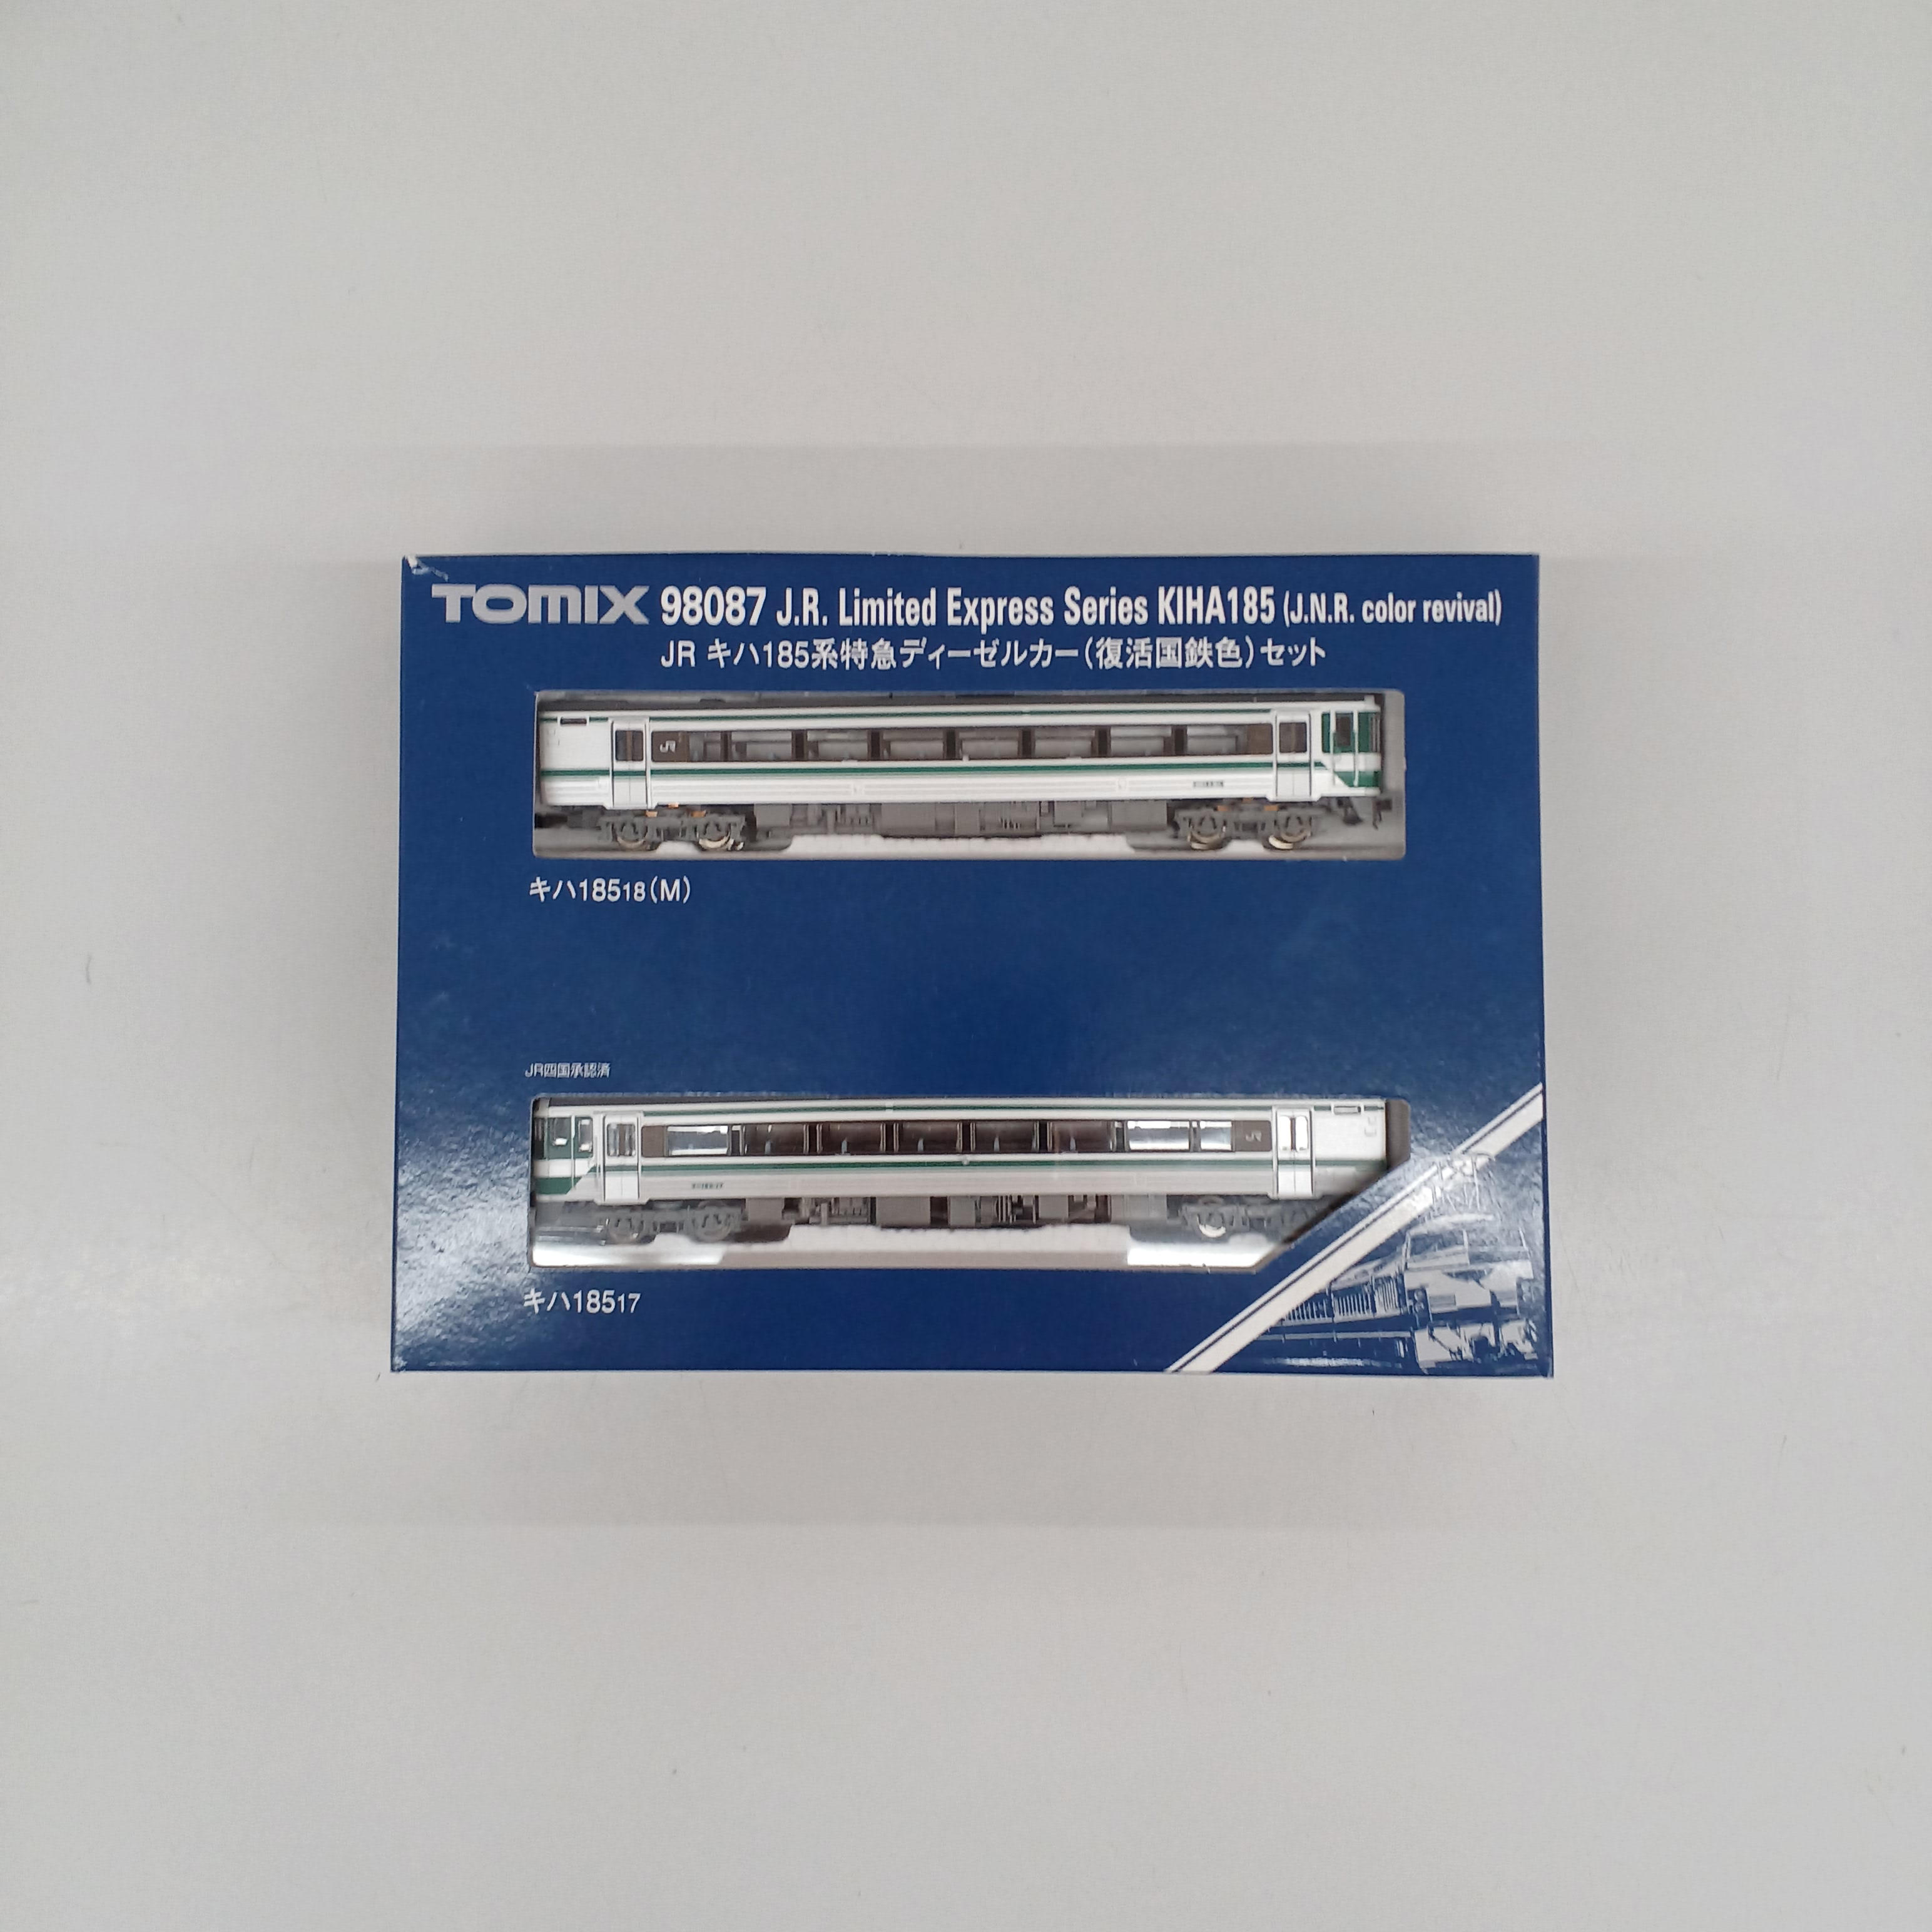 TOMIX 98087 J.R. Limited Express Series KIHA185 (J.N.R. color revival)
JR キハ185系特急ディーゼルカー（復活国鉄色）セット
JR
キハ18518（M）
JR四国承認済
JR
キハ18517